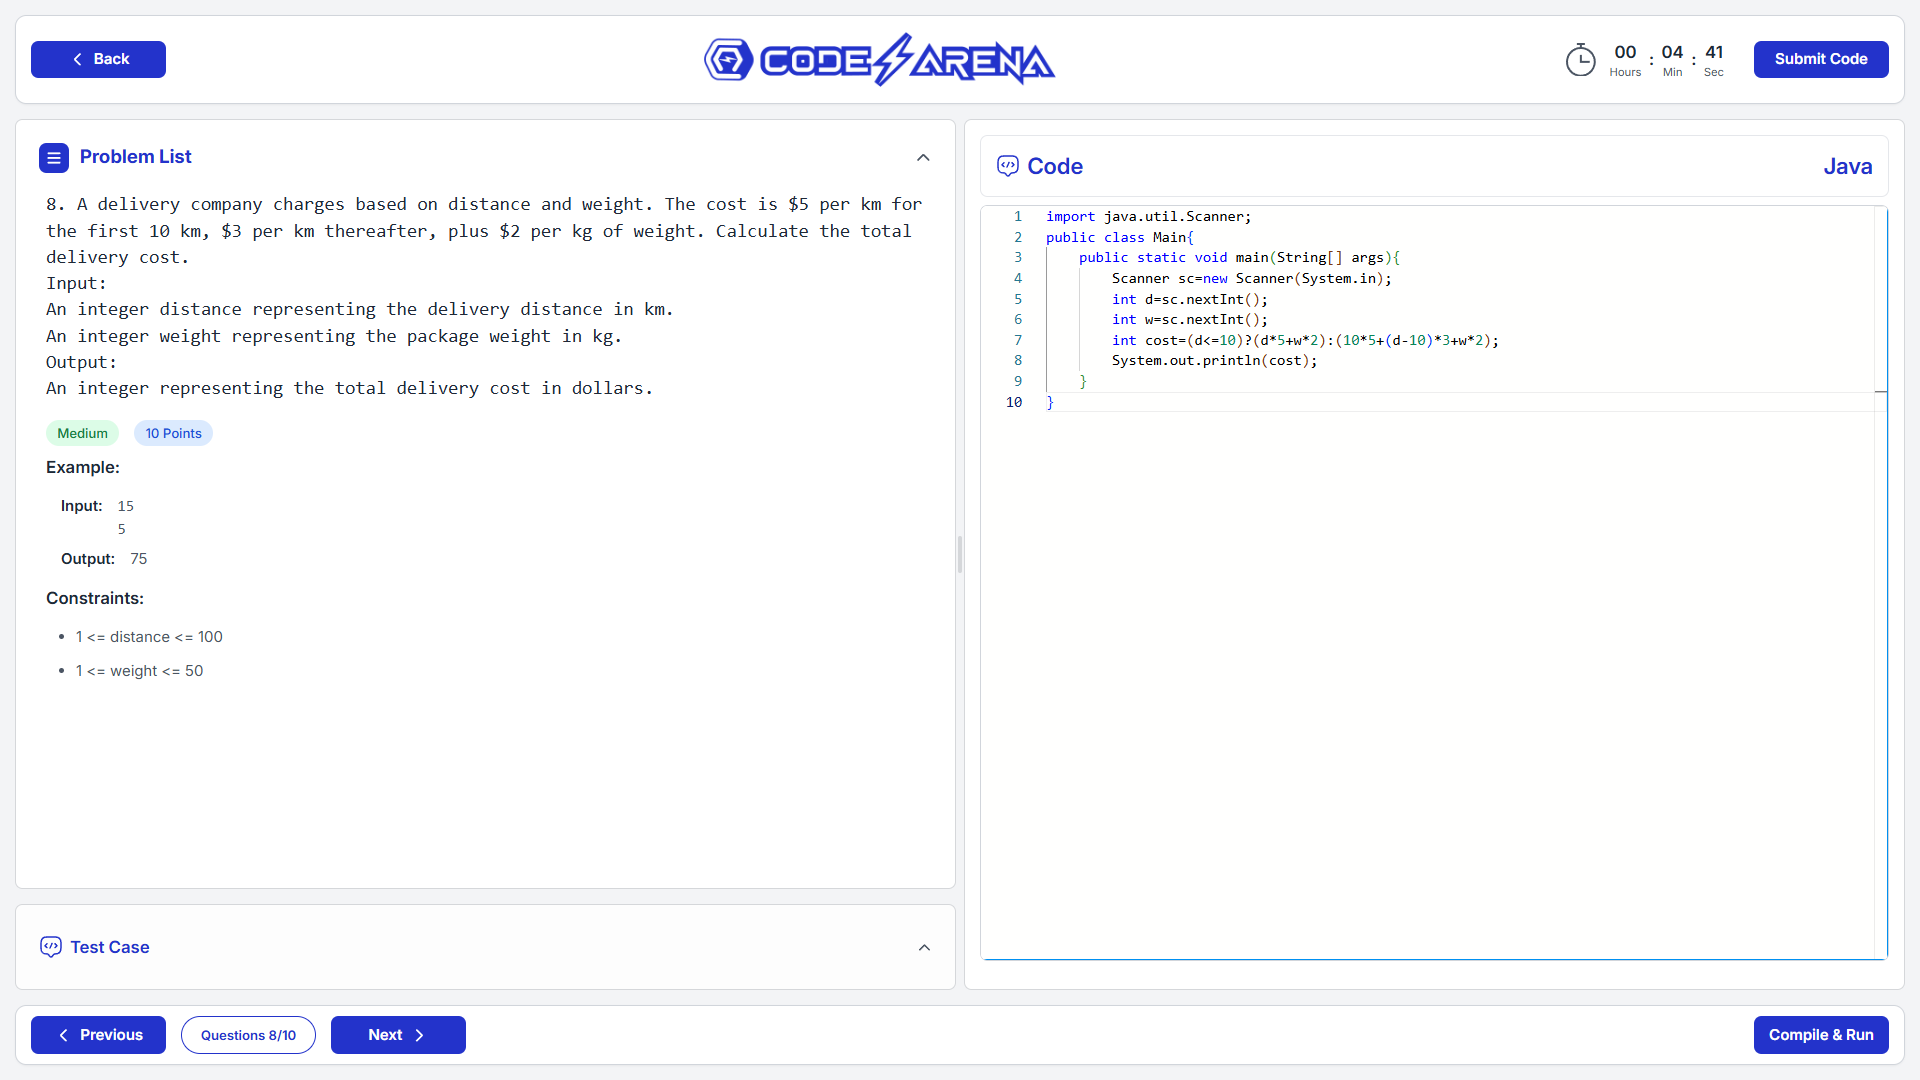 Back
CODE ARENA
00 : 04 : 41
Hours Min Sec
Submit Code
Problem List
8. A delivery company charges based on distance and weight. The cost is $5 per km for
the first 10 km, $3 per km thereafter, plus $2 per kg of weight. Calculate the total
delivery cost.
Input:
An integer distance representing the delivery distance in km.
An integer weight representing the package weight in kg.
Output:
An integer representing the total delivery cost in dollars.
Medium 10 Points
Example:
Input: 15
5
Output: 75
Constraints:
• 1 <= distance <= 100
• 1 <= weight <= 50
Test Case
Code
Java
1 import java.util.Scanner;
2 public class Main{
3 public static void main(String[] args){
4 Scanner sc=new Scanner(System.in);
5 int d=sc.nextInt();
6 int w=sc.nextInt();
7 int cost=(d<=10)?(d*5+w*2):(10*5+(d-10)*3+w*2);
8 System.out.println(cost);
9 }
10 }
Previous
Questions 8/10
Next
Compile & Run